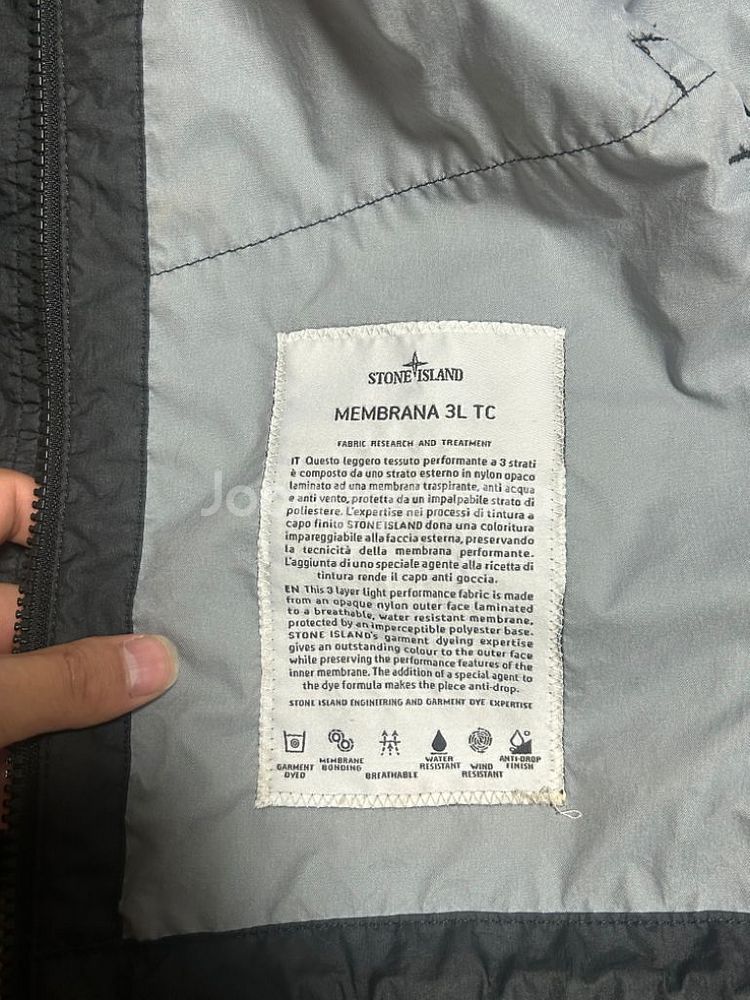 STONE ISLAND
MEMBRANA 3L TC
FABRIC RESEARCH AND TREATMENT
IT Questo leggero tessuto performante a 3 strati
è composto da uno strato esterno in nylon opaco
laminato ad una membrana traspirante, anti acqua
e anti vento, protetta da un impalpabile strato di
poliestere. L'expertise nei processi di tintura a
capo finito STONE ISLAND dona una coloritura
impareggiabile alla faccia esterna, preservando
la tecnicità della membrana performante.
L'aggiunta di uno speciale agente alla ricetta di
tintura rende il capo anti goccia.
EN This 3 layer light performance fabric is made
from an opaque nylon outer face laminated
to a breathable, water resistant membrane,
protected by an imperceptible polyester base.
STONE ISLAND's garment dyeing expertise
gives an outstanding colour to the outer face
while preserving the performance features of the
inner membrane. The addition of a special agent to
the dye formula makes the piece anti-drop.
STONE ISLAND ENGINEERING AND GARMENT DYE EXPERTISE
GARMENT
DYED
MEMBRANE
BONDING
BREATHABLE
WATER
RESISTANT
WIND
RESISTANT
ANTI-DROP
FINISH